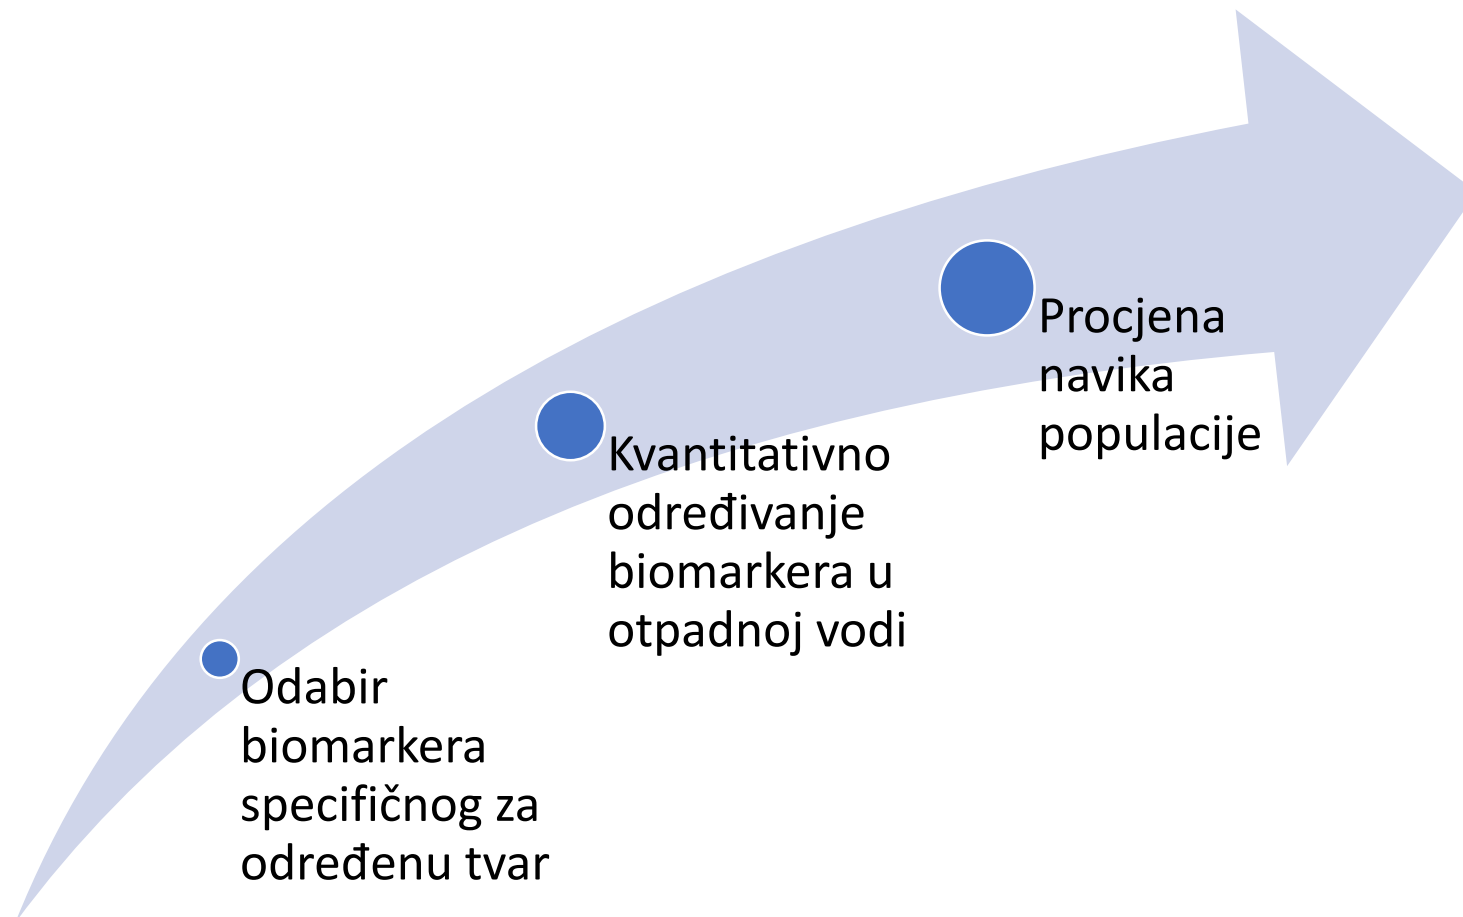 Odabir
biomarkera
specifičnog za
određenu tvar
Kvantitativno
određivanje
biomarkera u
otpadnoj vodi
Procjena
navika
populacije